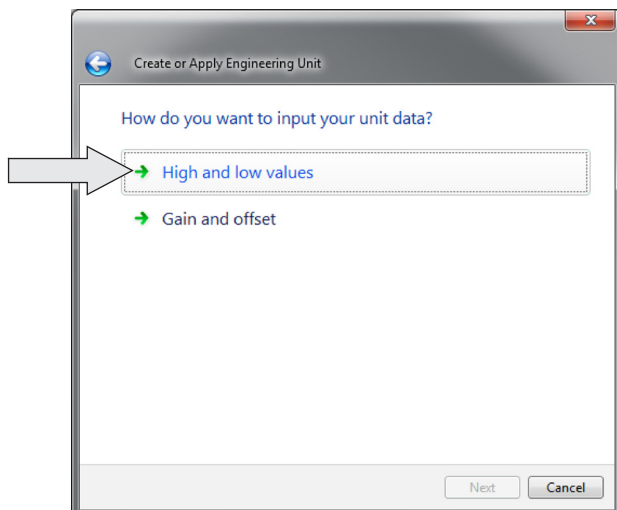 Create or Apply Engineering Unit
How do you want to input your unit data?
High and low values
Gain and offset
Next Cancel